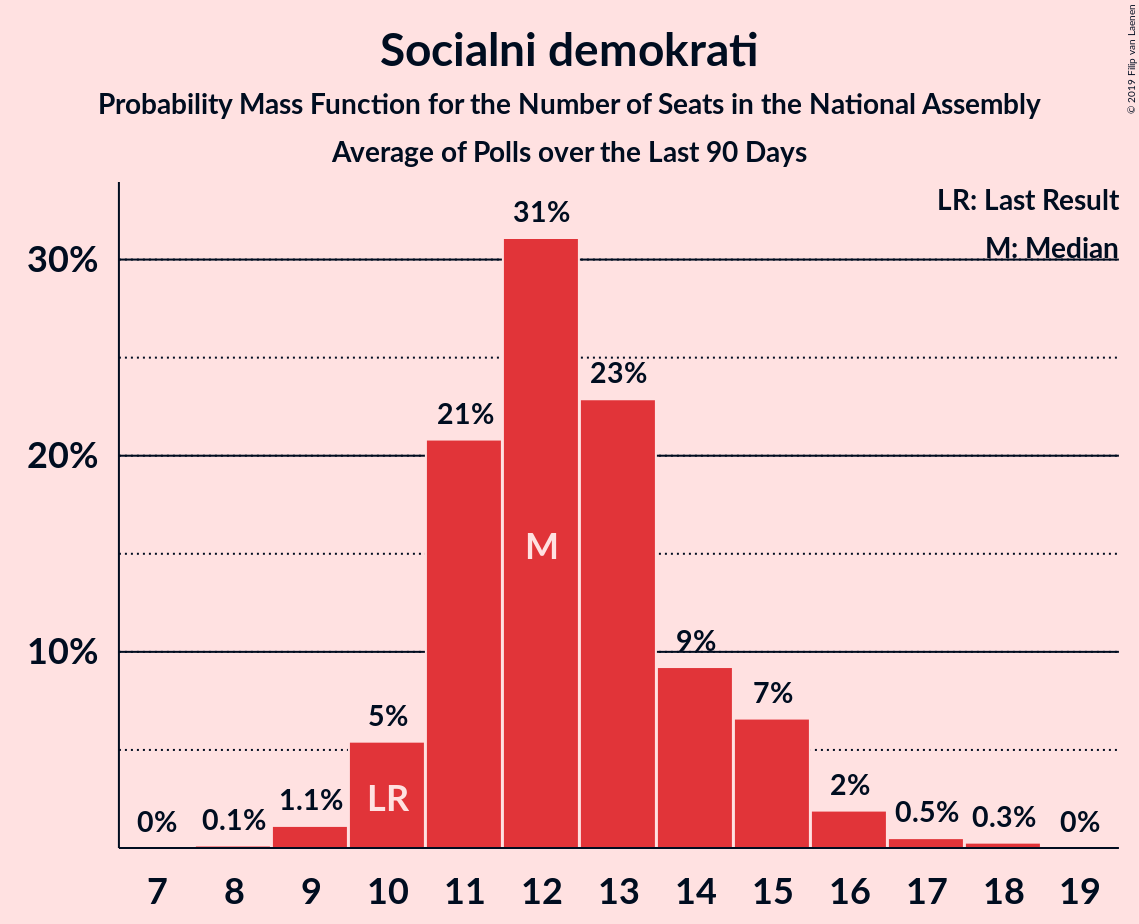 Socialni demokrati
Probability Mass Function for the Number of Seats in the National Assembly
Average of Polls over the Last 90 Days
© 2019 Filip van Laenen
LR: Last Result
M: Median
31%
30%
23%
21%
20%
M
10%
9%
7%
5%
LR
2%
1.1%
0% 0.1% 0.5% 0.3% 0%
7 8 9 10 11 12 13 14 15 16 17 18 19